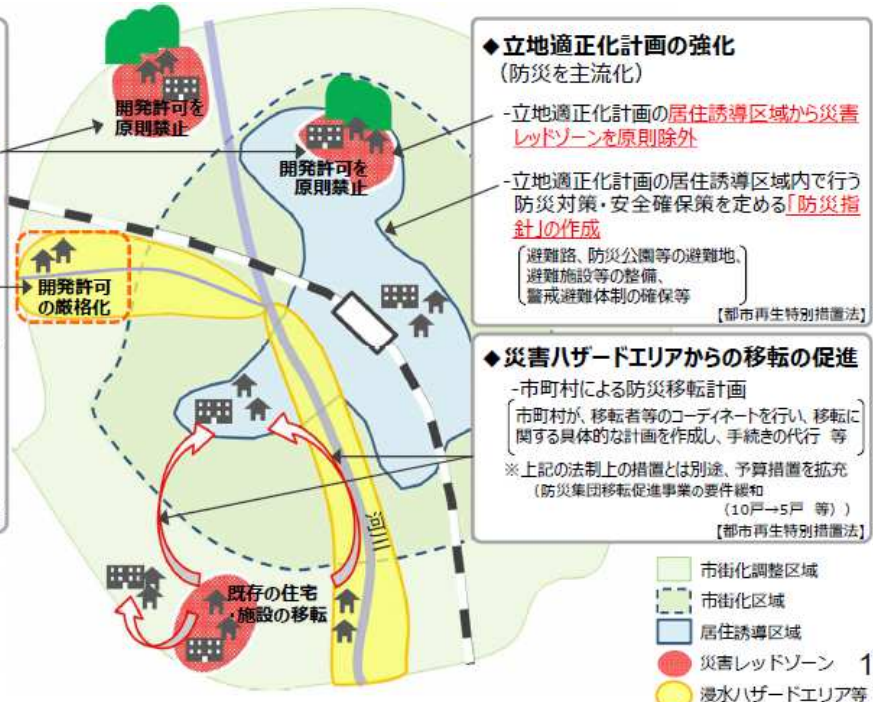 開発許可を
原則禁止
開発許可を
原則禁止
開発許可
の厳格化
河川
既存の住宅
・施設の移転
◆立地適正化計画の強化
(防災を主流化)
-立地適正化計画の居住誘導区域から災害
レッドゾーンを原則除外
-立地適正化計画の居住誘導区域内で行う
防災対策・安全確保策を定める「防災指
針」の作成
避難路、防災公園等の避難地、
避難施設等の整備、
警戒避難体制の確保等
【都市再生特別措置法】
◆災害ハザードエリアからの移転の促進
-市町村による防災移転計画
市町村が、移転者等のコーディネートを行い、移転に
関する具体的な計画を作成し、手続きの代行 等
※上記の法制上の措置とは別途、予算措置を拡充
(防災集団移転促進事業の要件緩和
(10戸→5戸 等))
【都市再生特別措置法】
市街化調整区域
市街化区域
居住誘導区域
災害レッドゾーン
浸水ハザードエリア等
1